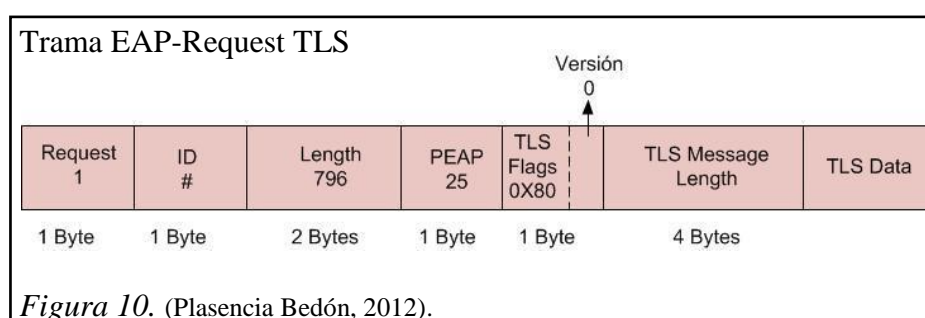 Trama EAP-Request TLS
Versión
0
Request
1
ID
#
Length
796
PEAP
25
TLS
Flags
0X80
TLS Message
Length
TLS Data
1 Byte
1 Byte
2 Bytes
1 Byte
1 Byte
4 Bytes
Figura 10. (Plasencia Bedón, 2012).